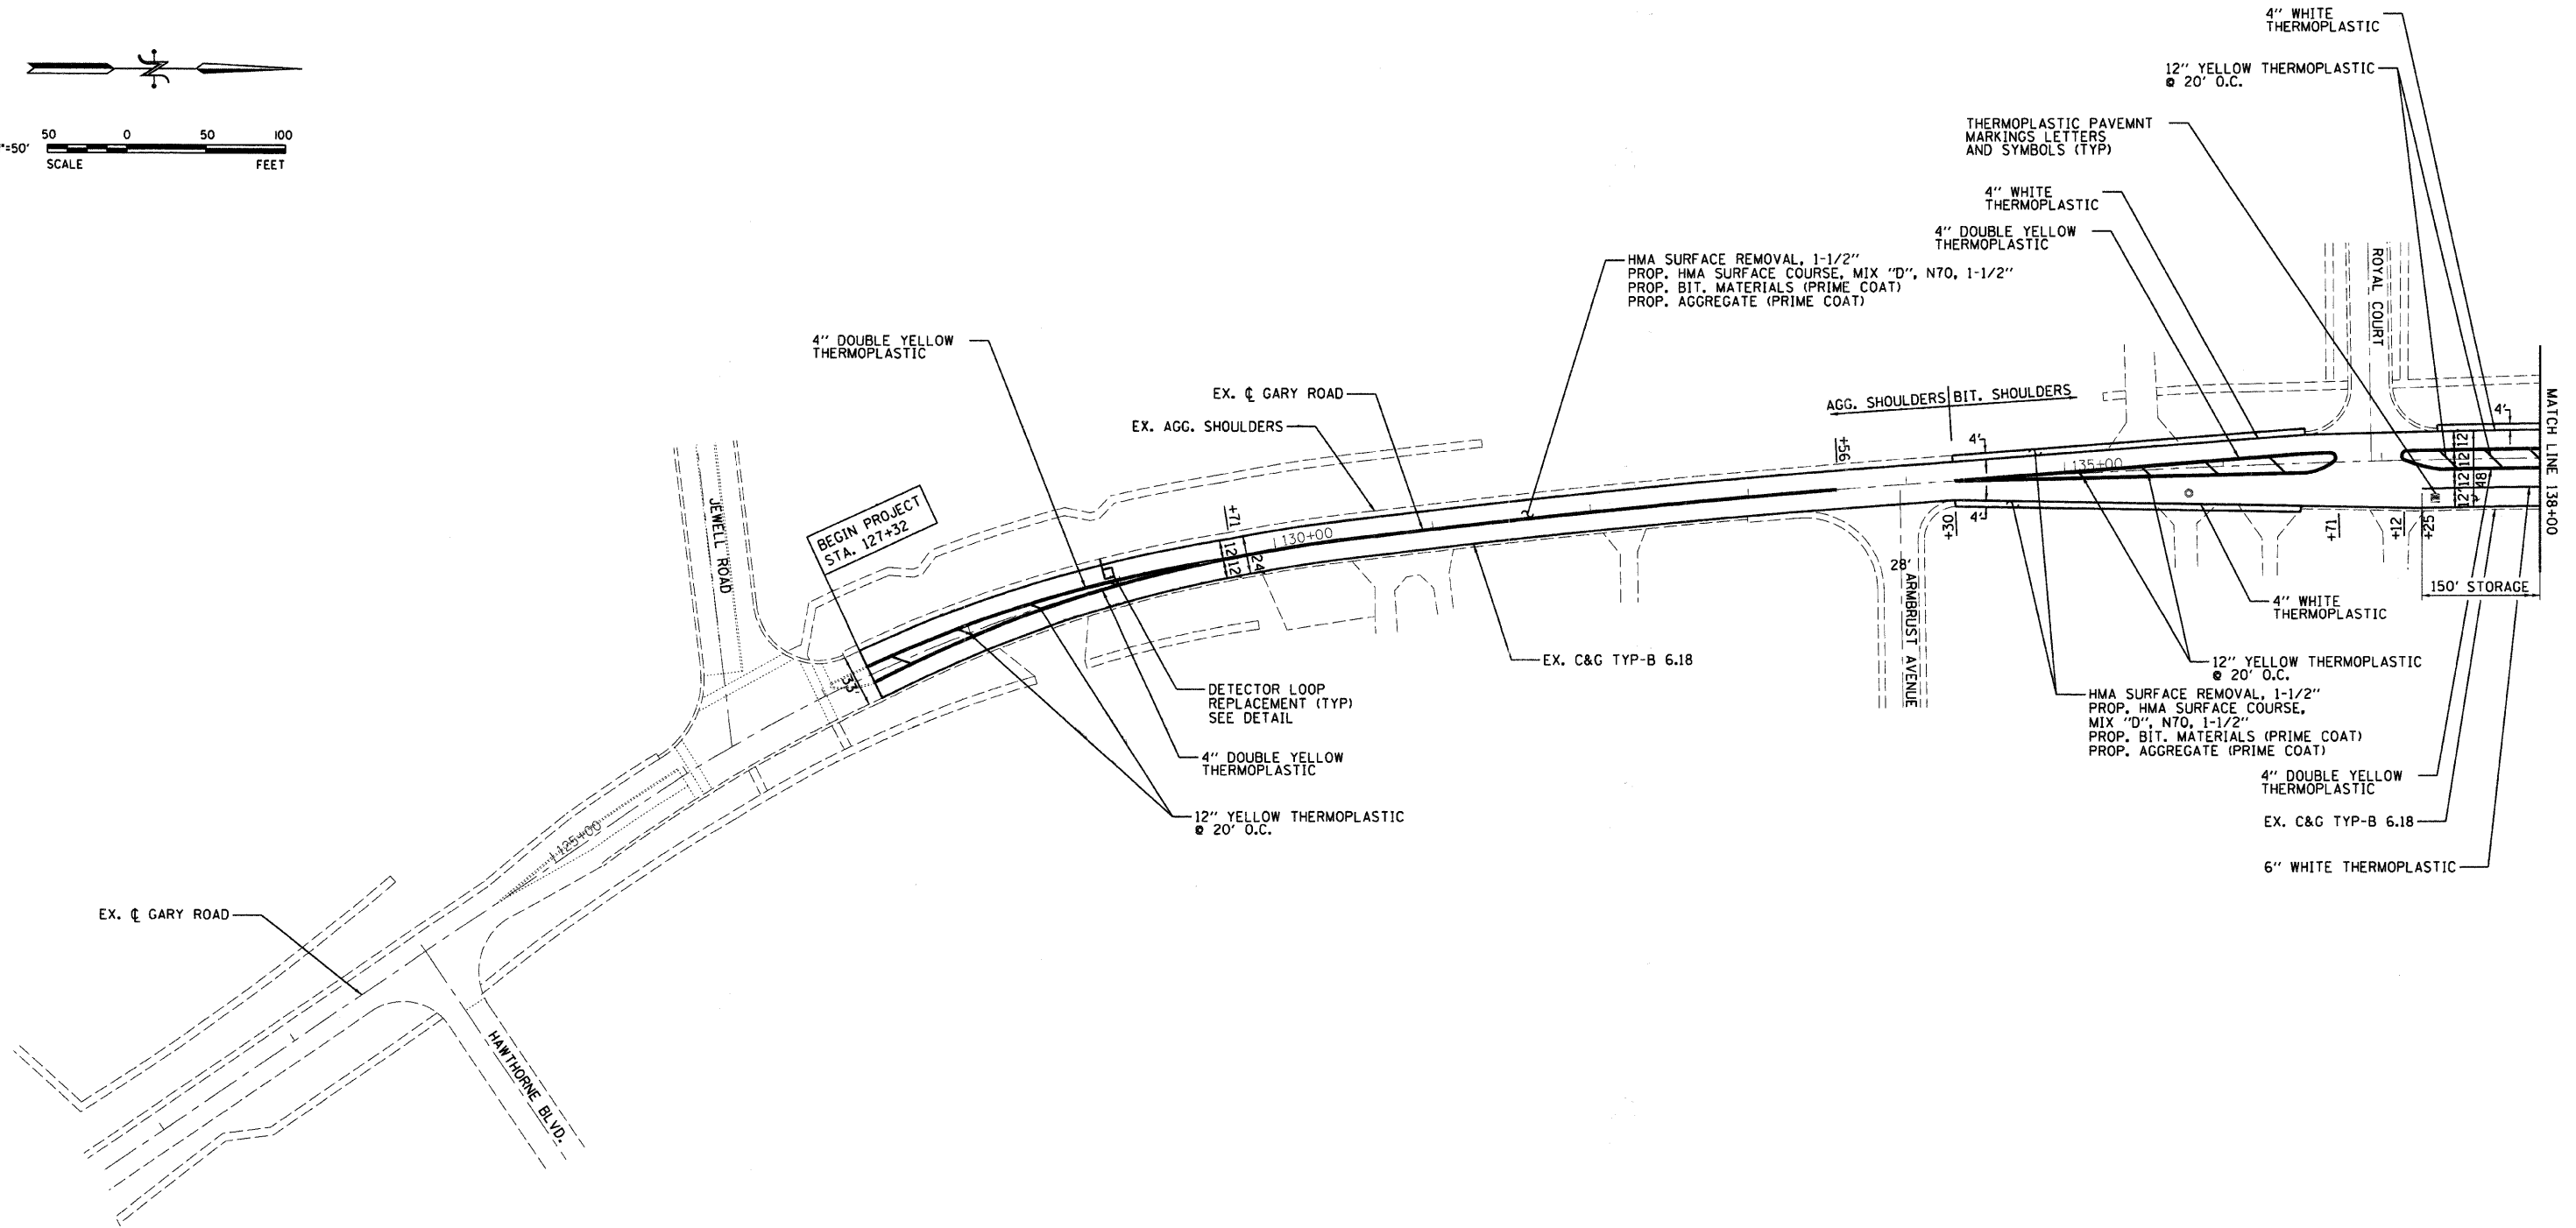 4" WHITE
THERMOPLASTIC
12" YELLOW THERMOPLASTIC
@ 20' O.C.
THERMOPLASTIC PAVEMNT
MARKINGS LETTERS
AND SYMBOLS (TYP)
4" WHITE
THERMOPLASTIC
4" DOUBLE YELLOW
THERMOPLASTIC
50 0 50 100
"=50'
SCALE FEET
HMA SURFACE REMOVAL, 1-1/2"
PROP. HMA SURFACE COURSE, MIX "D", N70, 1-1/2"
PROP. BIT. MATERIALS (PRIME COAT)
PROP. AGGREGATE (PRIME COAT)
ROYAL COURT
4" DOUBLE YELLOW
THERMOPLASTIC
EX. ℄ GARY ROAD
EX. AGG. SHOULDERS
AGG. SHOULDERS BIT. SHOULDERS
MATCH LINE 138+00
4'
12'
12'
12'
12'
48'
4'
4'
+56
135+00
+30
+71
+12
+25
150' STORAGE
JEWELL ROAD
BEGIN PROJECT
STA. 127+32
+71
12'
12'
24'
130+00
33'
28'
ARMBRUST AVENUE
4" WHITE
THERMOPLASTIC
EX. C&G TYP-B 6.18
12" YELLOW THERMOPLASTIC
@ 20' O.C.
DETECTOR LOOP
REPLACEMENT (TYP)
SEE DETAIL
HMA SURFACE REMOVAL, 1-1/2"
PROP. HMA SURFACE COURSE,
MIX "D", N70, 1-1/2"
PROP. BIT. MATERIALS (PRIME COAT)
PROP. AGGREGATE (PRIME COAT)
4" DOUBLE YELLOW
THERMOPLASTIC
4" DOUBLE YELLOW
THERMOPLASTIC
12" YELLOW THERMOPLASTIC
@ 20' O.C.
EX. C&G TYP-B 6.18
125+00
6" WHITE THERMOPLASTIC
EX. ℄ GARY ROAD
HAWTHORNE BLVD.